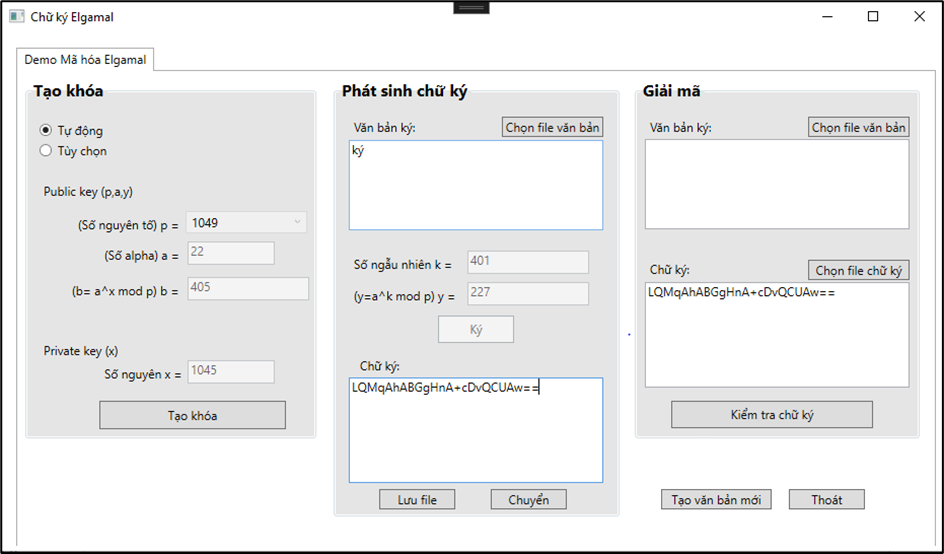 Chữ ký Elgamal
Demo Mã hóa Elgamal
Tạo khóa
Tự động
Tùy chọn
Public key (p,a,y)
(Số nguyên tố) p = 1049
(Số alpha) a = 22
(b= a^x mod p) b = 405
Private key (x)
Số nguyên x = 1045
Tạo khóa
Phát sinh chữ ký
Văn bản ký: Chọn file văn bản
ký
Số ngẫu nhiên k = 401
(y=a^k mod p) y = 227
Ký
Chữ ký:
LQMqAhABGgHnA+cDvQCUAw==
Lưu file Chuyển
Giải mã
Văn bản ký: Chọn file văn bản
Chữ ký: Chọn file chữ ký
LQMqAhABGgHnA+cDvQCUAw==
Kiểm tra chữ ký
Tạo văn bản mới Thoát